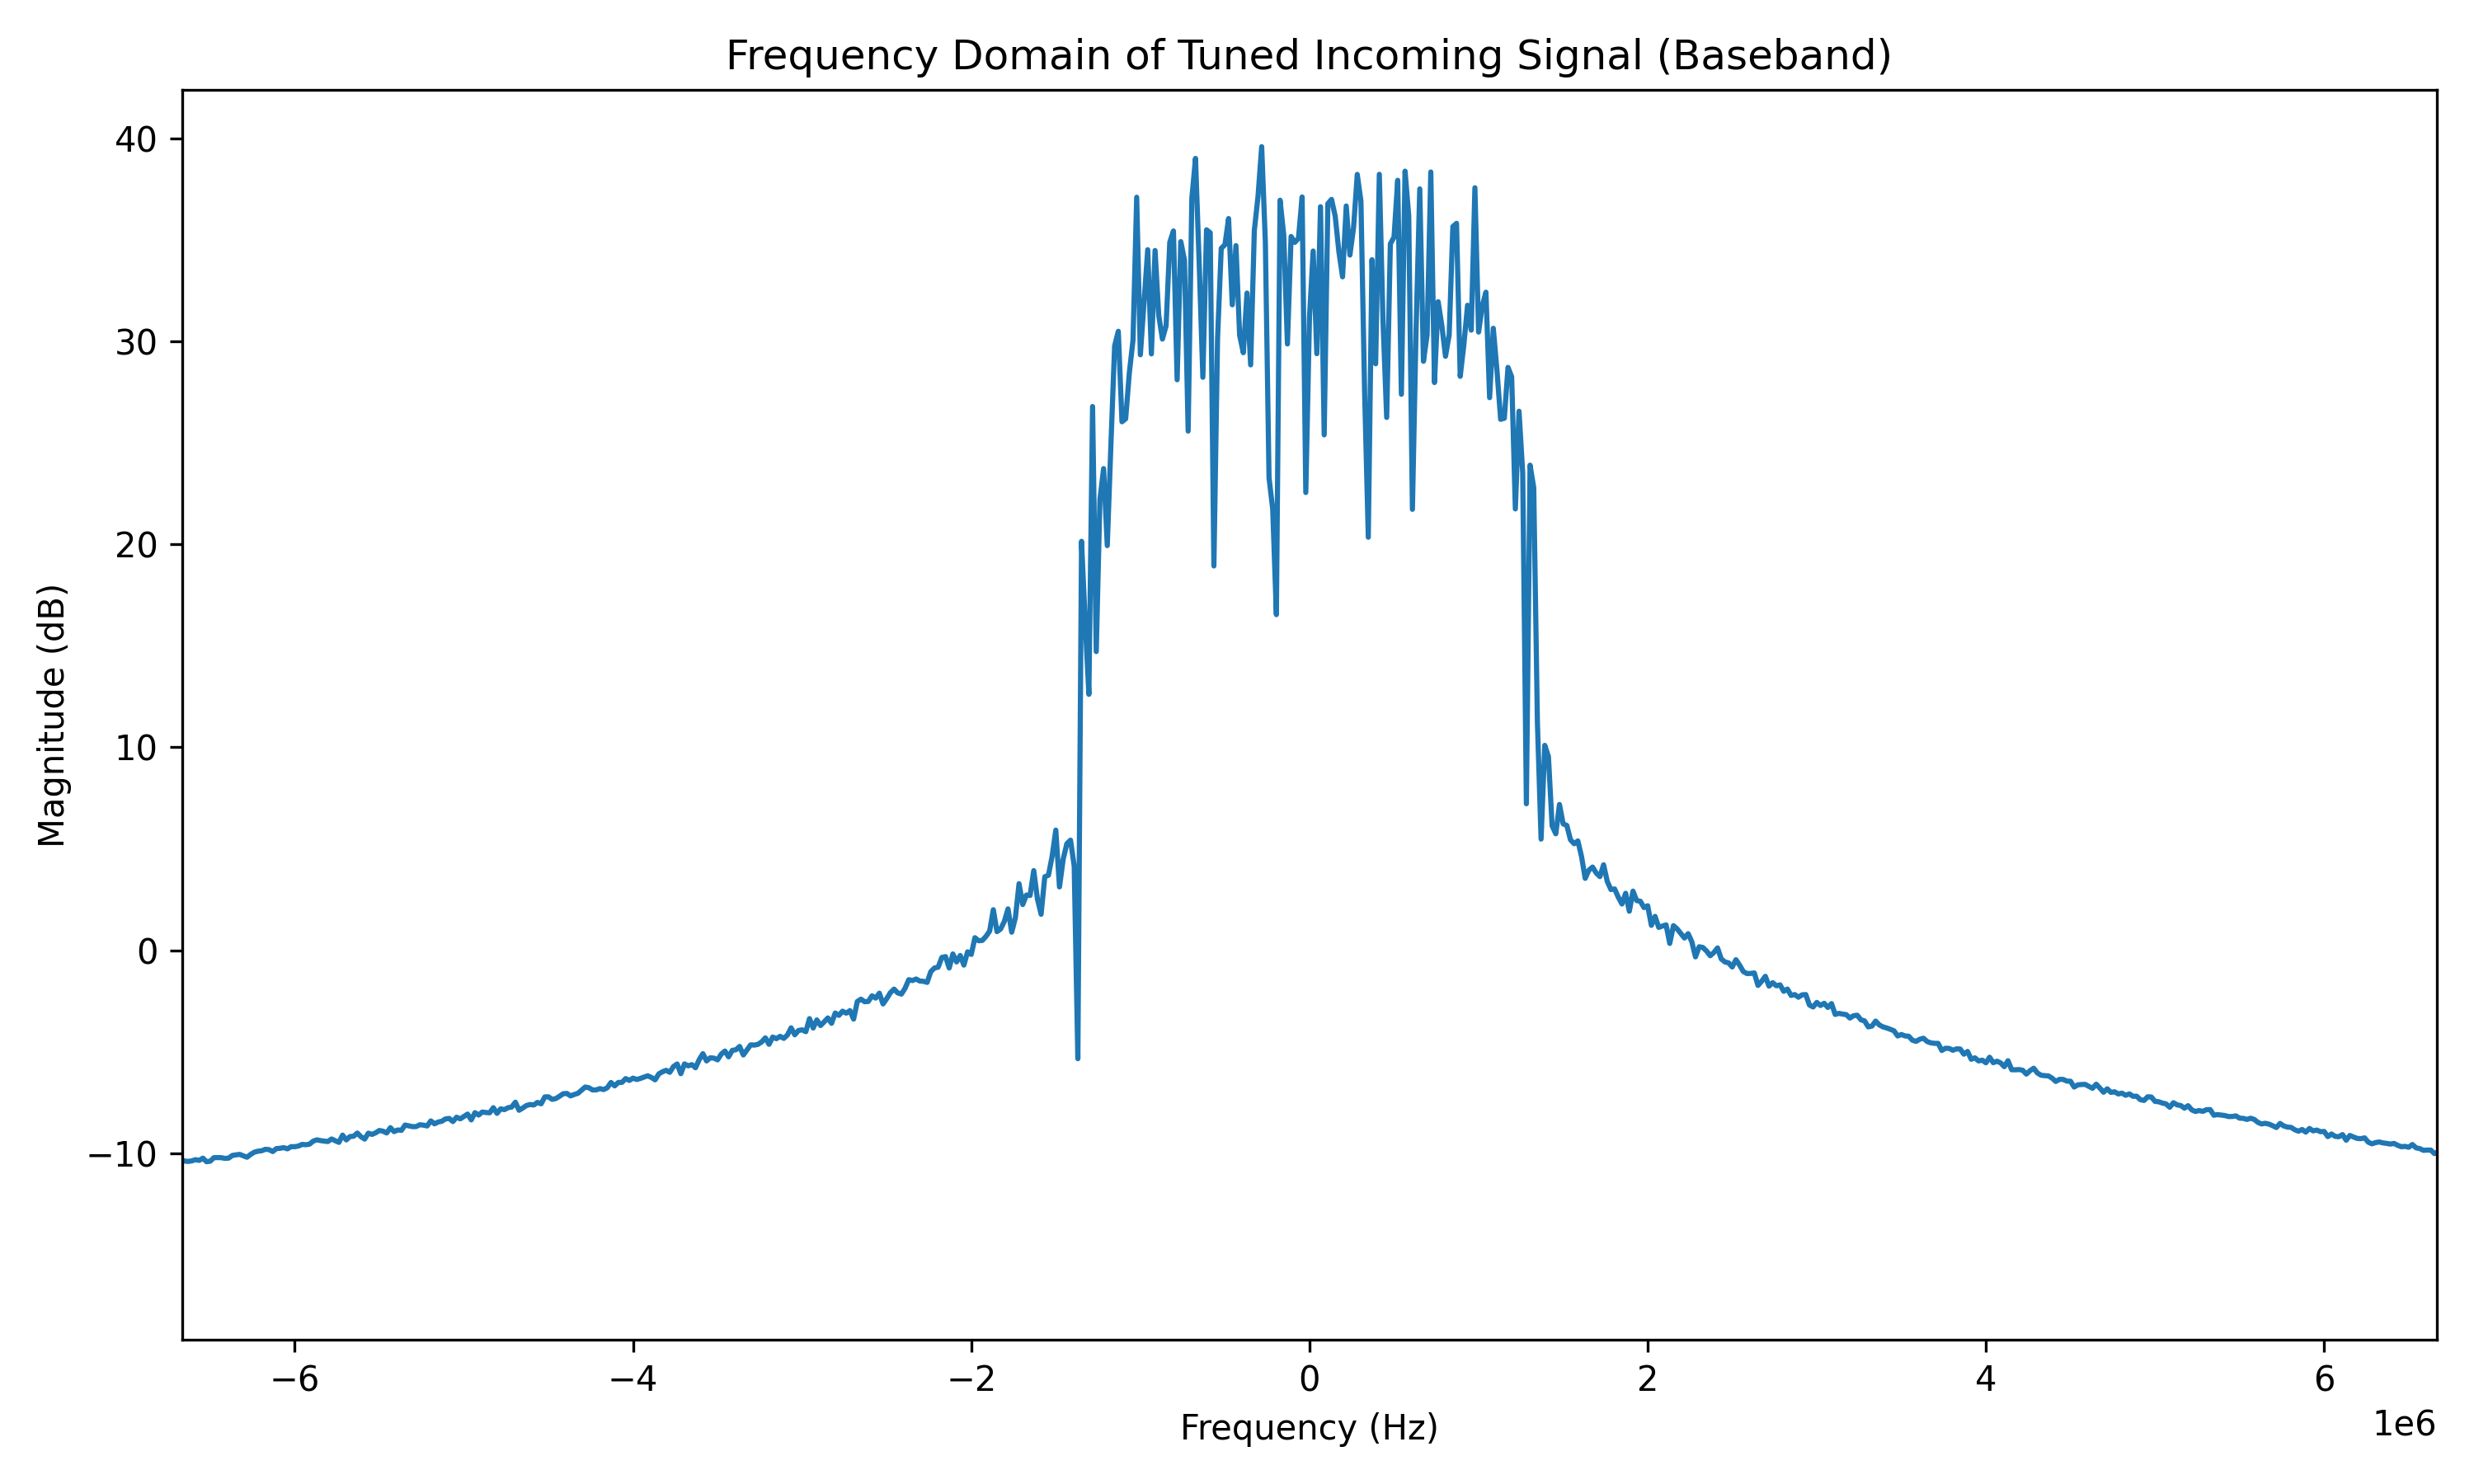 Frequency Domain of Tuned Incoming Signal (Baseband)
Magnitude (dB)
40
30
20
10
0
−10
−6 −4 −2 0 2 4 6
1e6
Frequency (Hz)